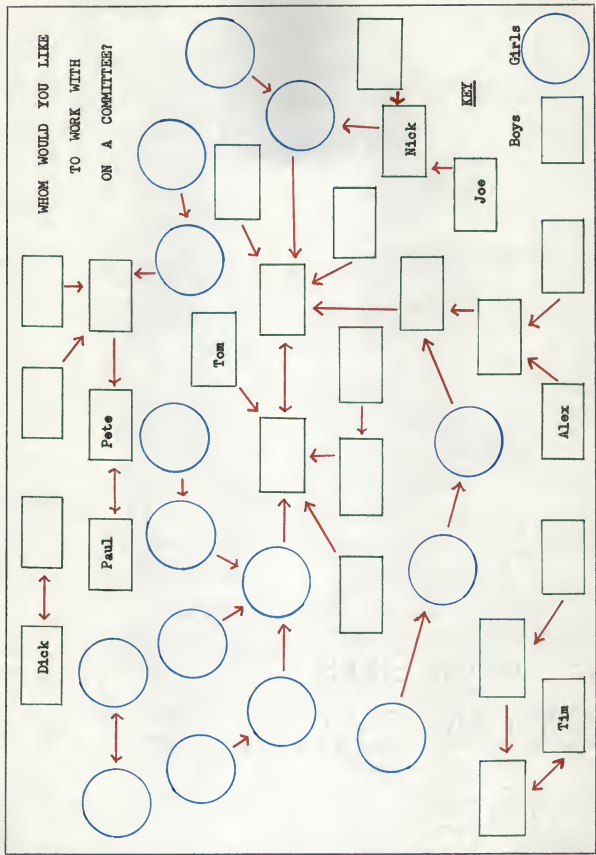 WHOM WOULD YOU LIKE
TO WORK WITH
ON A COMMITTEE?
Dick
Paul
Pete
Tom
Nick
Joe
Alex
Tim
KEY
Boys
Girls